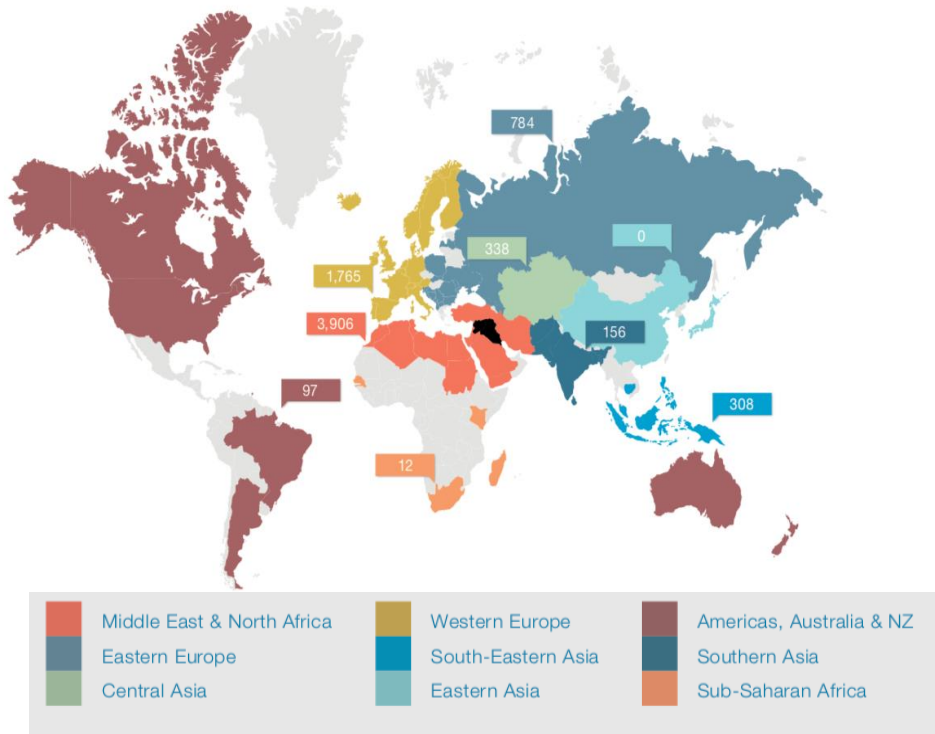 784
0
338
1,765
3,906
156
97
308
12
Middle East & North Africa
Western Europe
Americas, Australia & NZ
Eastern Europe
South-Eastern Asia
Southern Asia
Central Asia
Eastern Asia
Sub-Saharan Africa